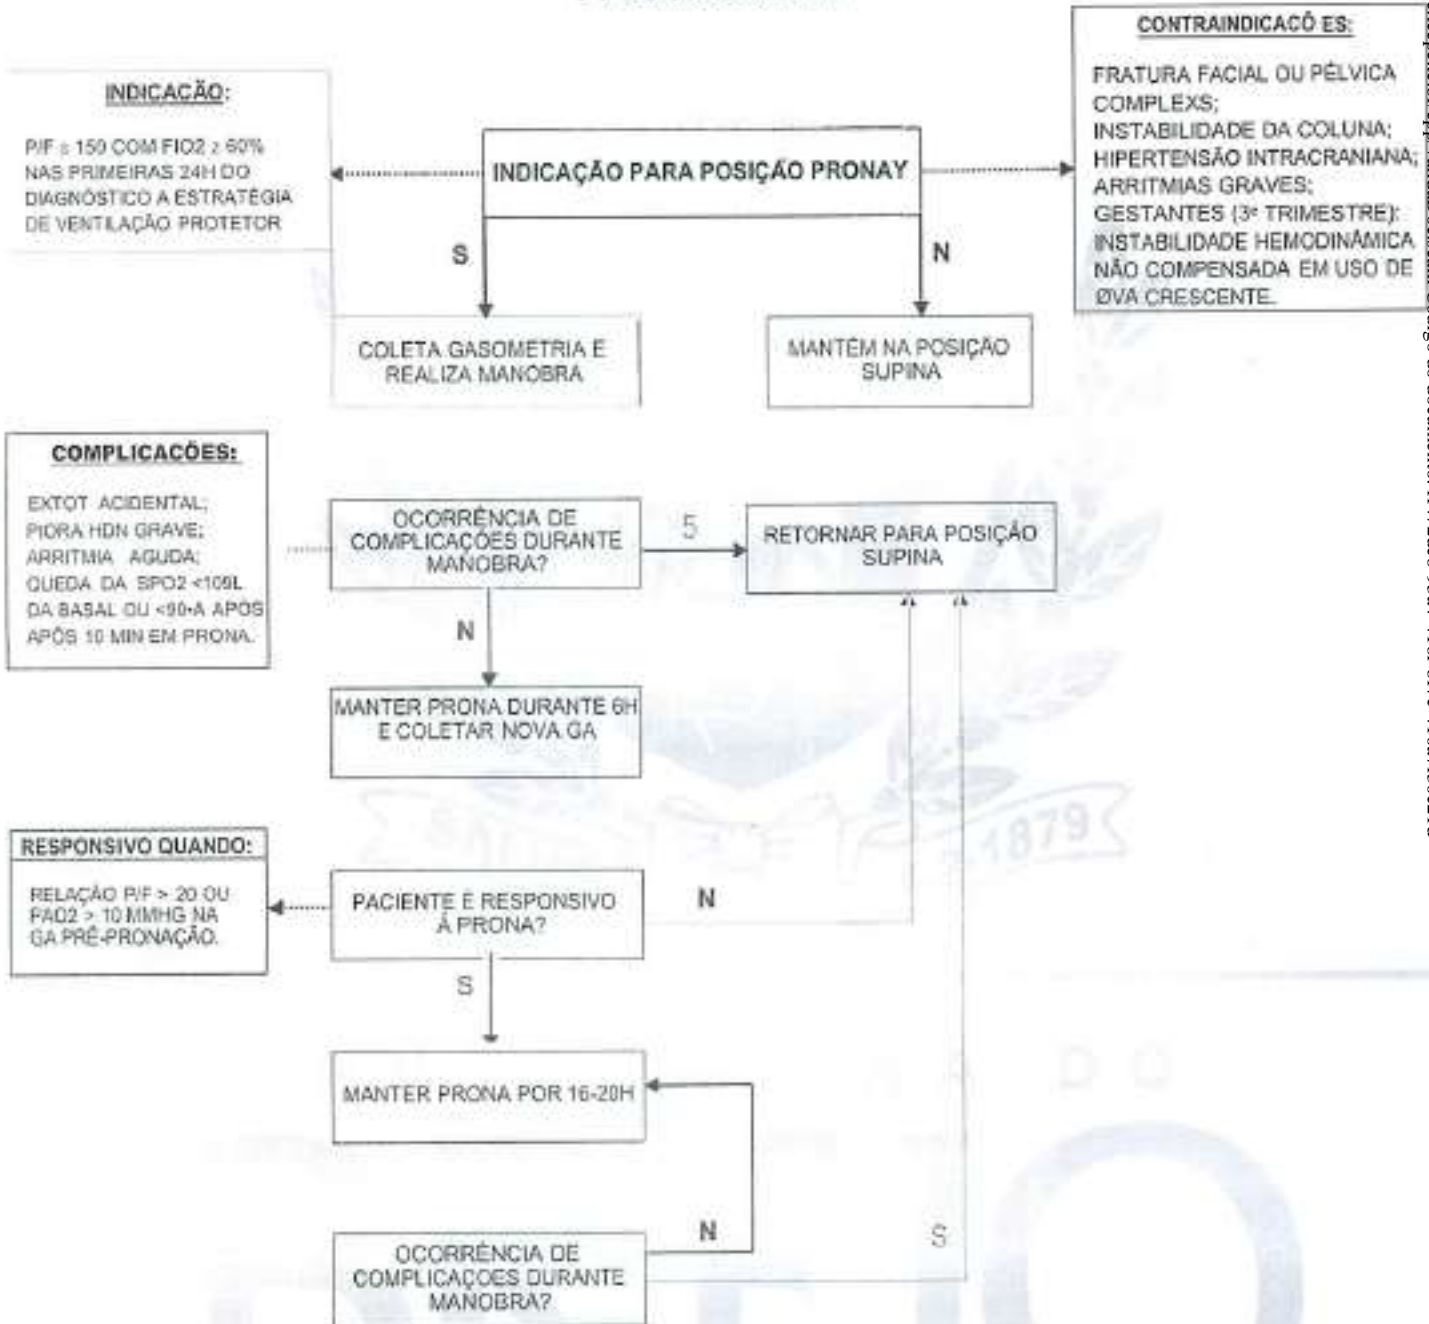 CONTRAINDICACÕ ES:
FRATURA FACIAL OU PÉLVICA
COMPLEXS;
INSTABILIDADE DA COLUNA;
HIPERTENSÃO INTRACRANIANA;
ARRITMIAS GRAVES;
GESTANTES (3º TRIMESTRE):
INSTABILIDADE HEMODINÂMICA
NÃO COMPENSADA EM USO DE
ØVA CRESCENTE.
INDICACÃO:
P/F ≤ 150 COM FIO2 ≥ 60%
NAS PRIMEIRAS 24H DO
DIAGNÓSTICO A ESTRATÉGIA
DE VENTILAÇÃO PROTETOR
INDICAÇÃO PARA POSIÇÃO PRONAY
S
N
COLETA GASOMETRIA E
REALIZA MANOBRA
MANTÉM NA POSIÇÃO
SUPINA
COMPLICACÕES:
EXTOT ACIDENTAL;
PIORA HDN GRAVE;
ARRITMIA AGUDA;
QUEDA DA SPO2 <109L
DA BASAL OU <90•A APOS
APÔS 10 MIN EM PRONA.
OCORRÊNCIA DE
COMPLICAÇÕES DURANTE
MANOBRA?
5
RETORNAR PARA POSIÇÃO
SUPINA
N
MANTER PRONA DURANTE 6H
E COLETAR NOVA GA
1879
RESPONSIVO QUANDO:
RELAÇÃO P/F > 20 OU
PAO2 > 10 MMHG NA
GA PRÉ-PRONAÇÃO.
PACIENTE E RESPONSIVO
Á PRONA?
N
S
MANTER PRONA POR 16-20H
N
S
OCORRÊNCIA DE
COMPLICAÇOES DURANTE
MANOBRA?